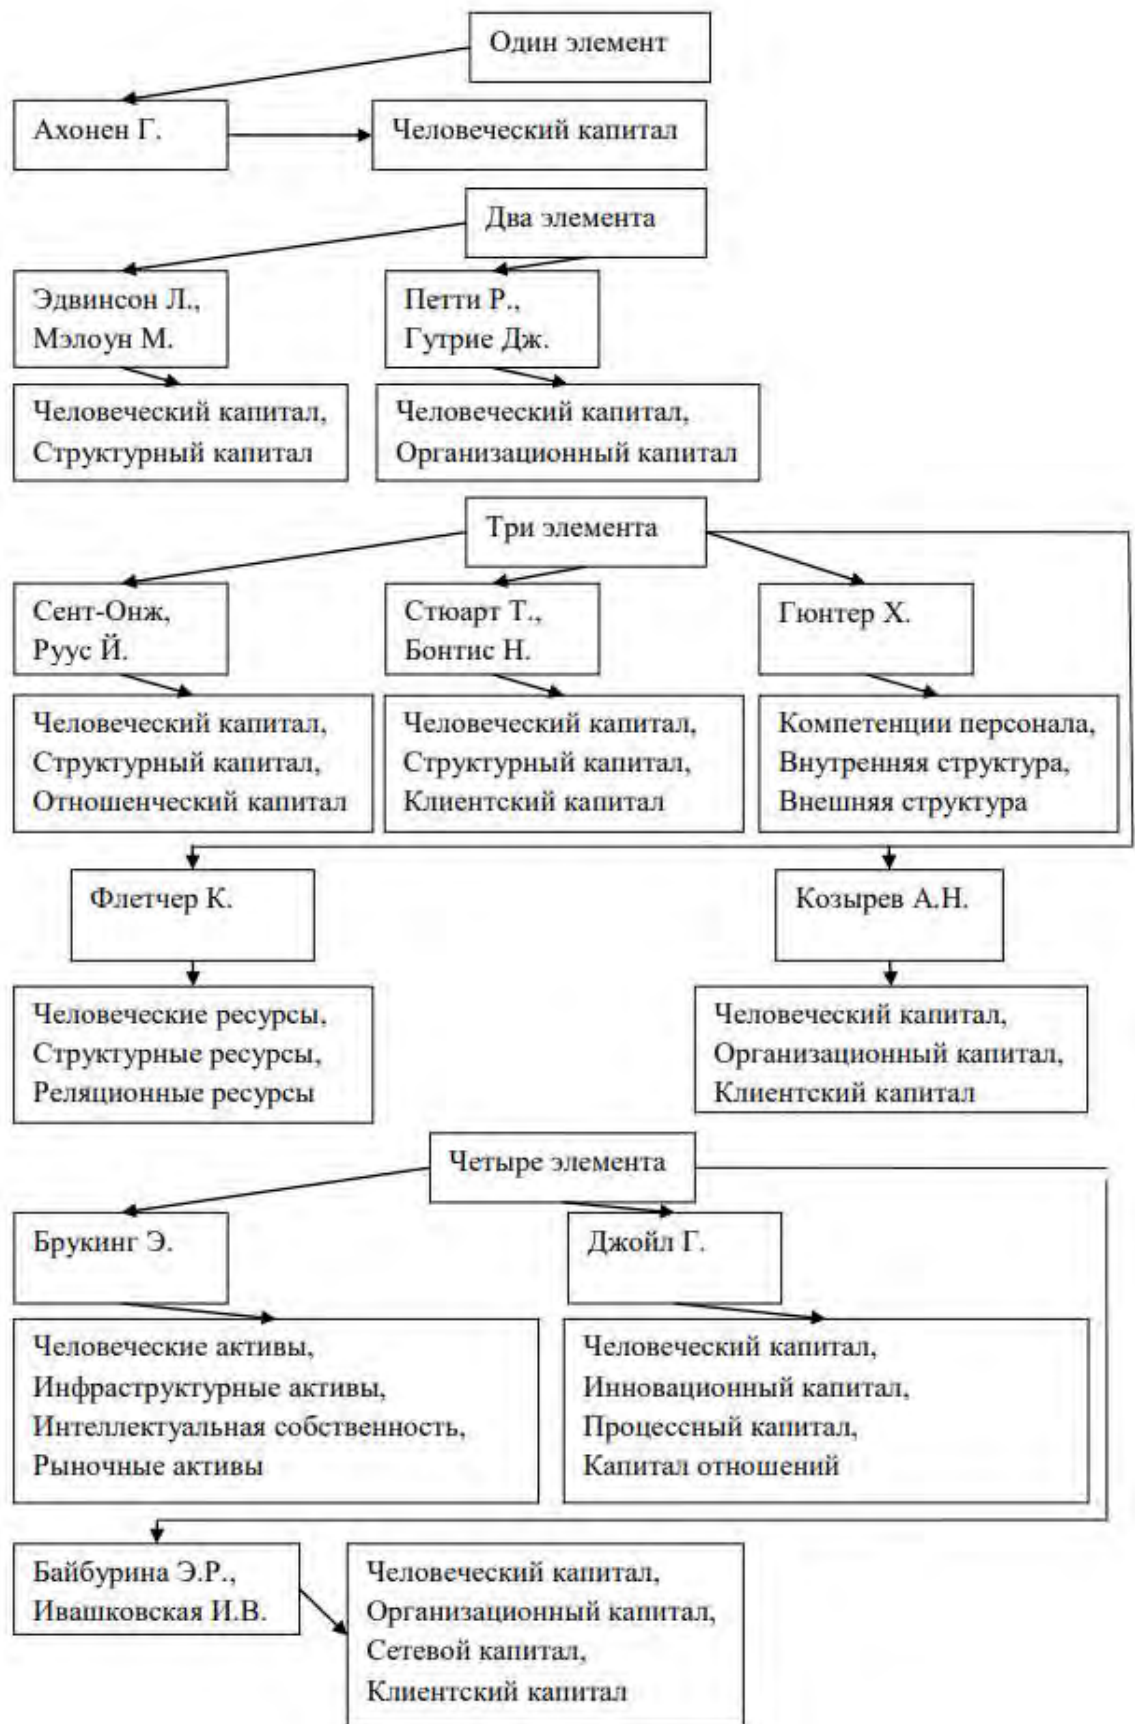 Один элемент
Ахонен Г.
Человеческий капитал
Два элемента
Эдвинсон Л.,
Мэлоун М.
Петти Р.,
Гутрие Дж.
Человеческий капитал,
Структурный капитал
Человеческий капитал,
Организационный капитал
Три элемента
Сент-Онж,
Руус Й.
Стюарт Т.,
Бонтис Н.
Гюнтер Х.
Человеческий капитал,
Структурный капитал,
Отношенческий капитал
Человеческий капитал,
Структурный капитал,
Клиентский капитал
Компетенции персонала,
Внутренняя структура,
Внешняя структура
Флетчер К.
Козырев А.Н.
Человеческие ресурсы,
Структурные ресурсы,
Реляционные ресурсы
Человеческий капитал,
Организационный капитал,
Клиентский капитал
Четыре элемента
Брукинг Э.
Джойл Г.
Человеческие активы,
Инфраструктурные активы,
Интеллектуальная собственность,
Рыночные активы
Человеческий капитал,
Инновационный капитал,
Процессный капитал,
Капитал отношений
Байбурина Э.Р.,
Ивашковская И.В.
Человеческий капитал,
Организационный капитал,
Сетевой капитал,
Клиентский капитал